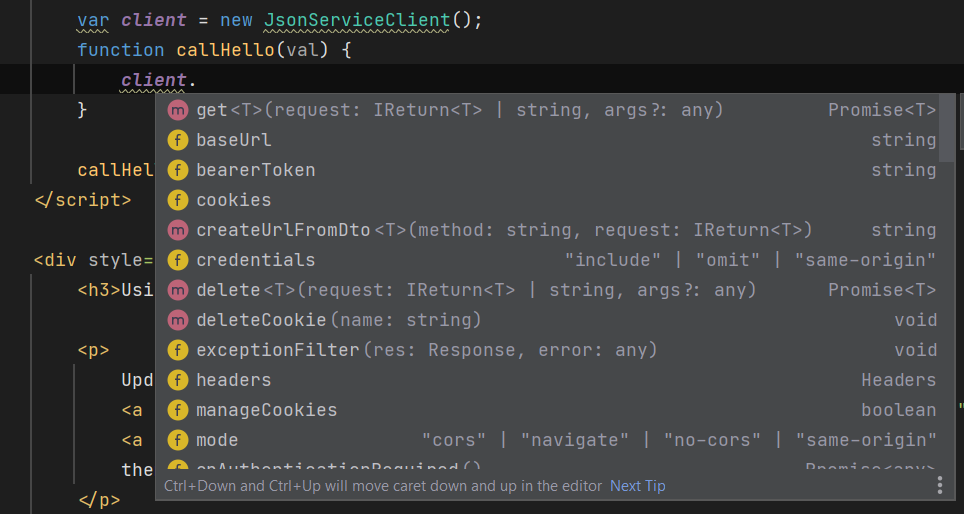 var client = new JsonServiceClient();
function callHello(val) {
client.
}
m get<T>(request: IReturn<T> | string, args?: any) Promise<T>
f baseUrl string
f bearerToken string
callHel
f cookies
</script>
m createUrlFromDto<T>(method: string, request: IReturn<T>) string
<div style=
f credentials "include" | "omit" | "same-origin"
<h3>Usi
m delete<T>(request: IReturn<T> | string, args?: any) Promise<T>
m deleteCookie(name: string) void
<p>
f exceptionFilter(res: Response, error: any) void
Upd
f headers Headers
<a
f manageCookies boolean
"
<a
f mode "cors" | "navigate" | "no-cors" | "same-origin"
the
f onAuthenticationRequired() Promise<any>
Ctrl+Down and Ctrl+Up will move caret down and up in the editor Next Tip
</p>